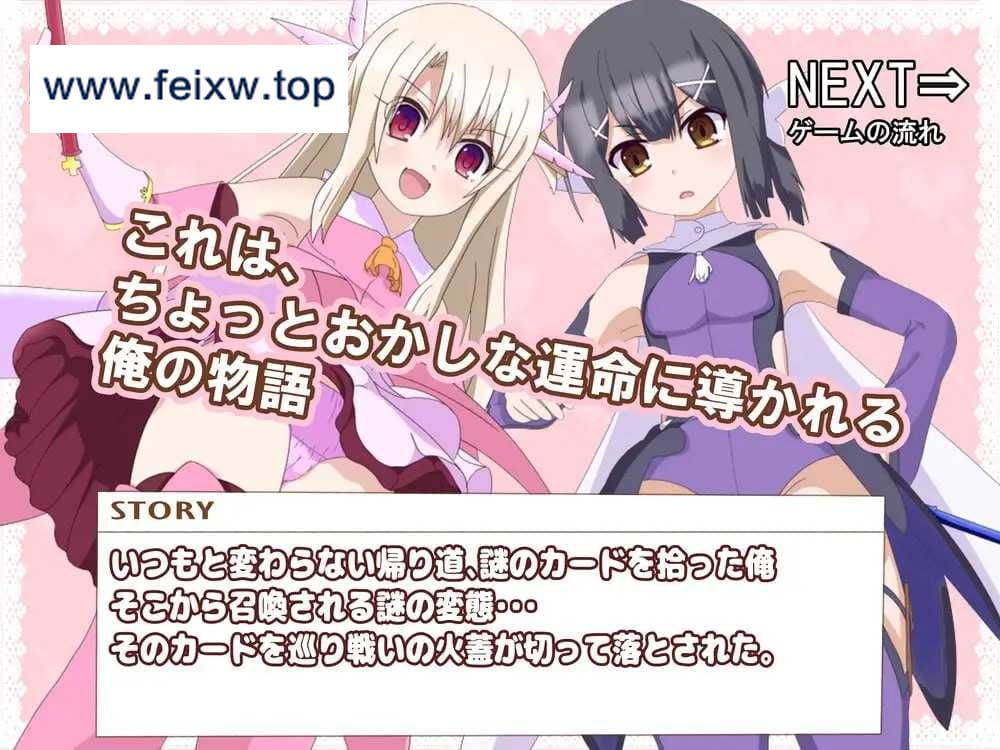 www.feixw.top
NEXT⇒
ゲームの流れ
これは、
ちょっとおかしな運命に導かれる
俺の物語
STORY
いつもと変わらない帰り道、謎のカードを拾った俺
そこから召喚される謎の変態・・・
そのカードを巡り戦いの火蓋が切って落とされた。